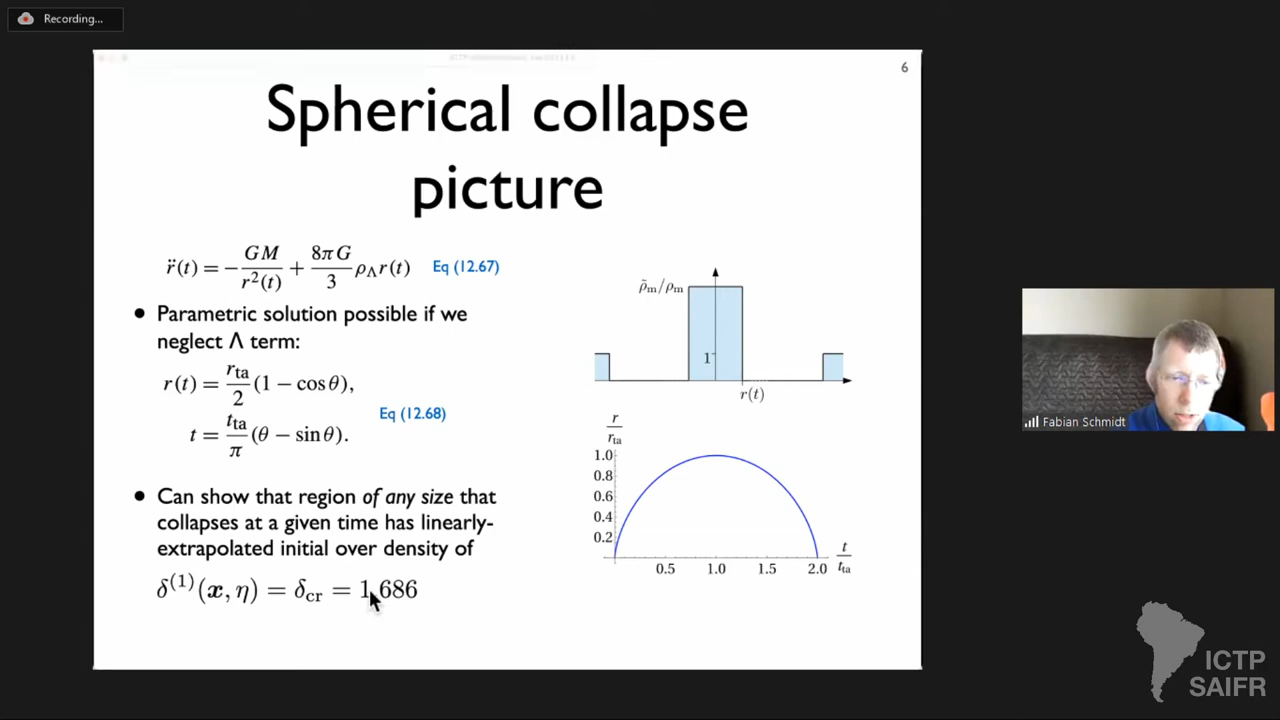 Recording...
6
Spherical collapse
picture
r̈(t) = − GM/r²(t) + 8πG/3 ρ_Λ r(t) Eq (12.67)
• Parametric solution possible if we
neglect Λ term:
r(t) = r_ta/2 (1 − cos θ),
t = t_ta/π (θ − sin θ).
Eq (12.68)
• Can show that region of any size that
collapses at a given time has linearly-
extrapolated initial over density of
δ⁽¹⁾(x, η) = δ_cr = 1.686
ρ̃_m/ρ_m
1
r(t)
r/r_ta
1.0
0.8
0.6
0.4
0.2
0.5 1.0 1.5 2.0
t/t_ta
Fabian Schmidt
ICTP
SAIFR